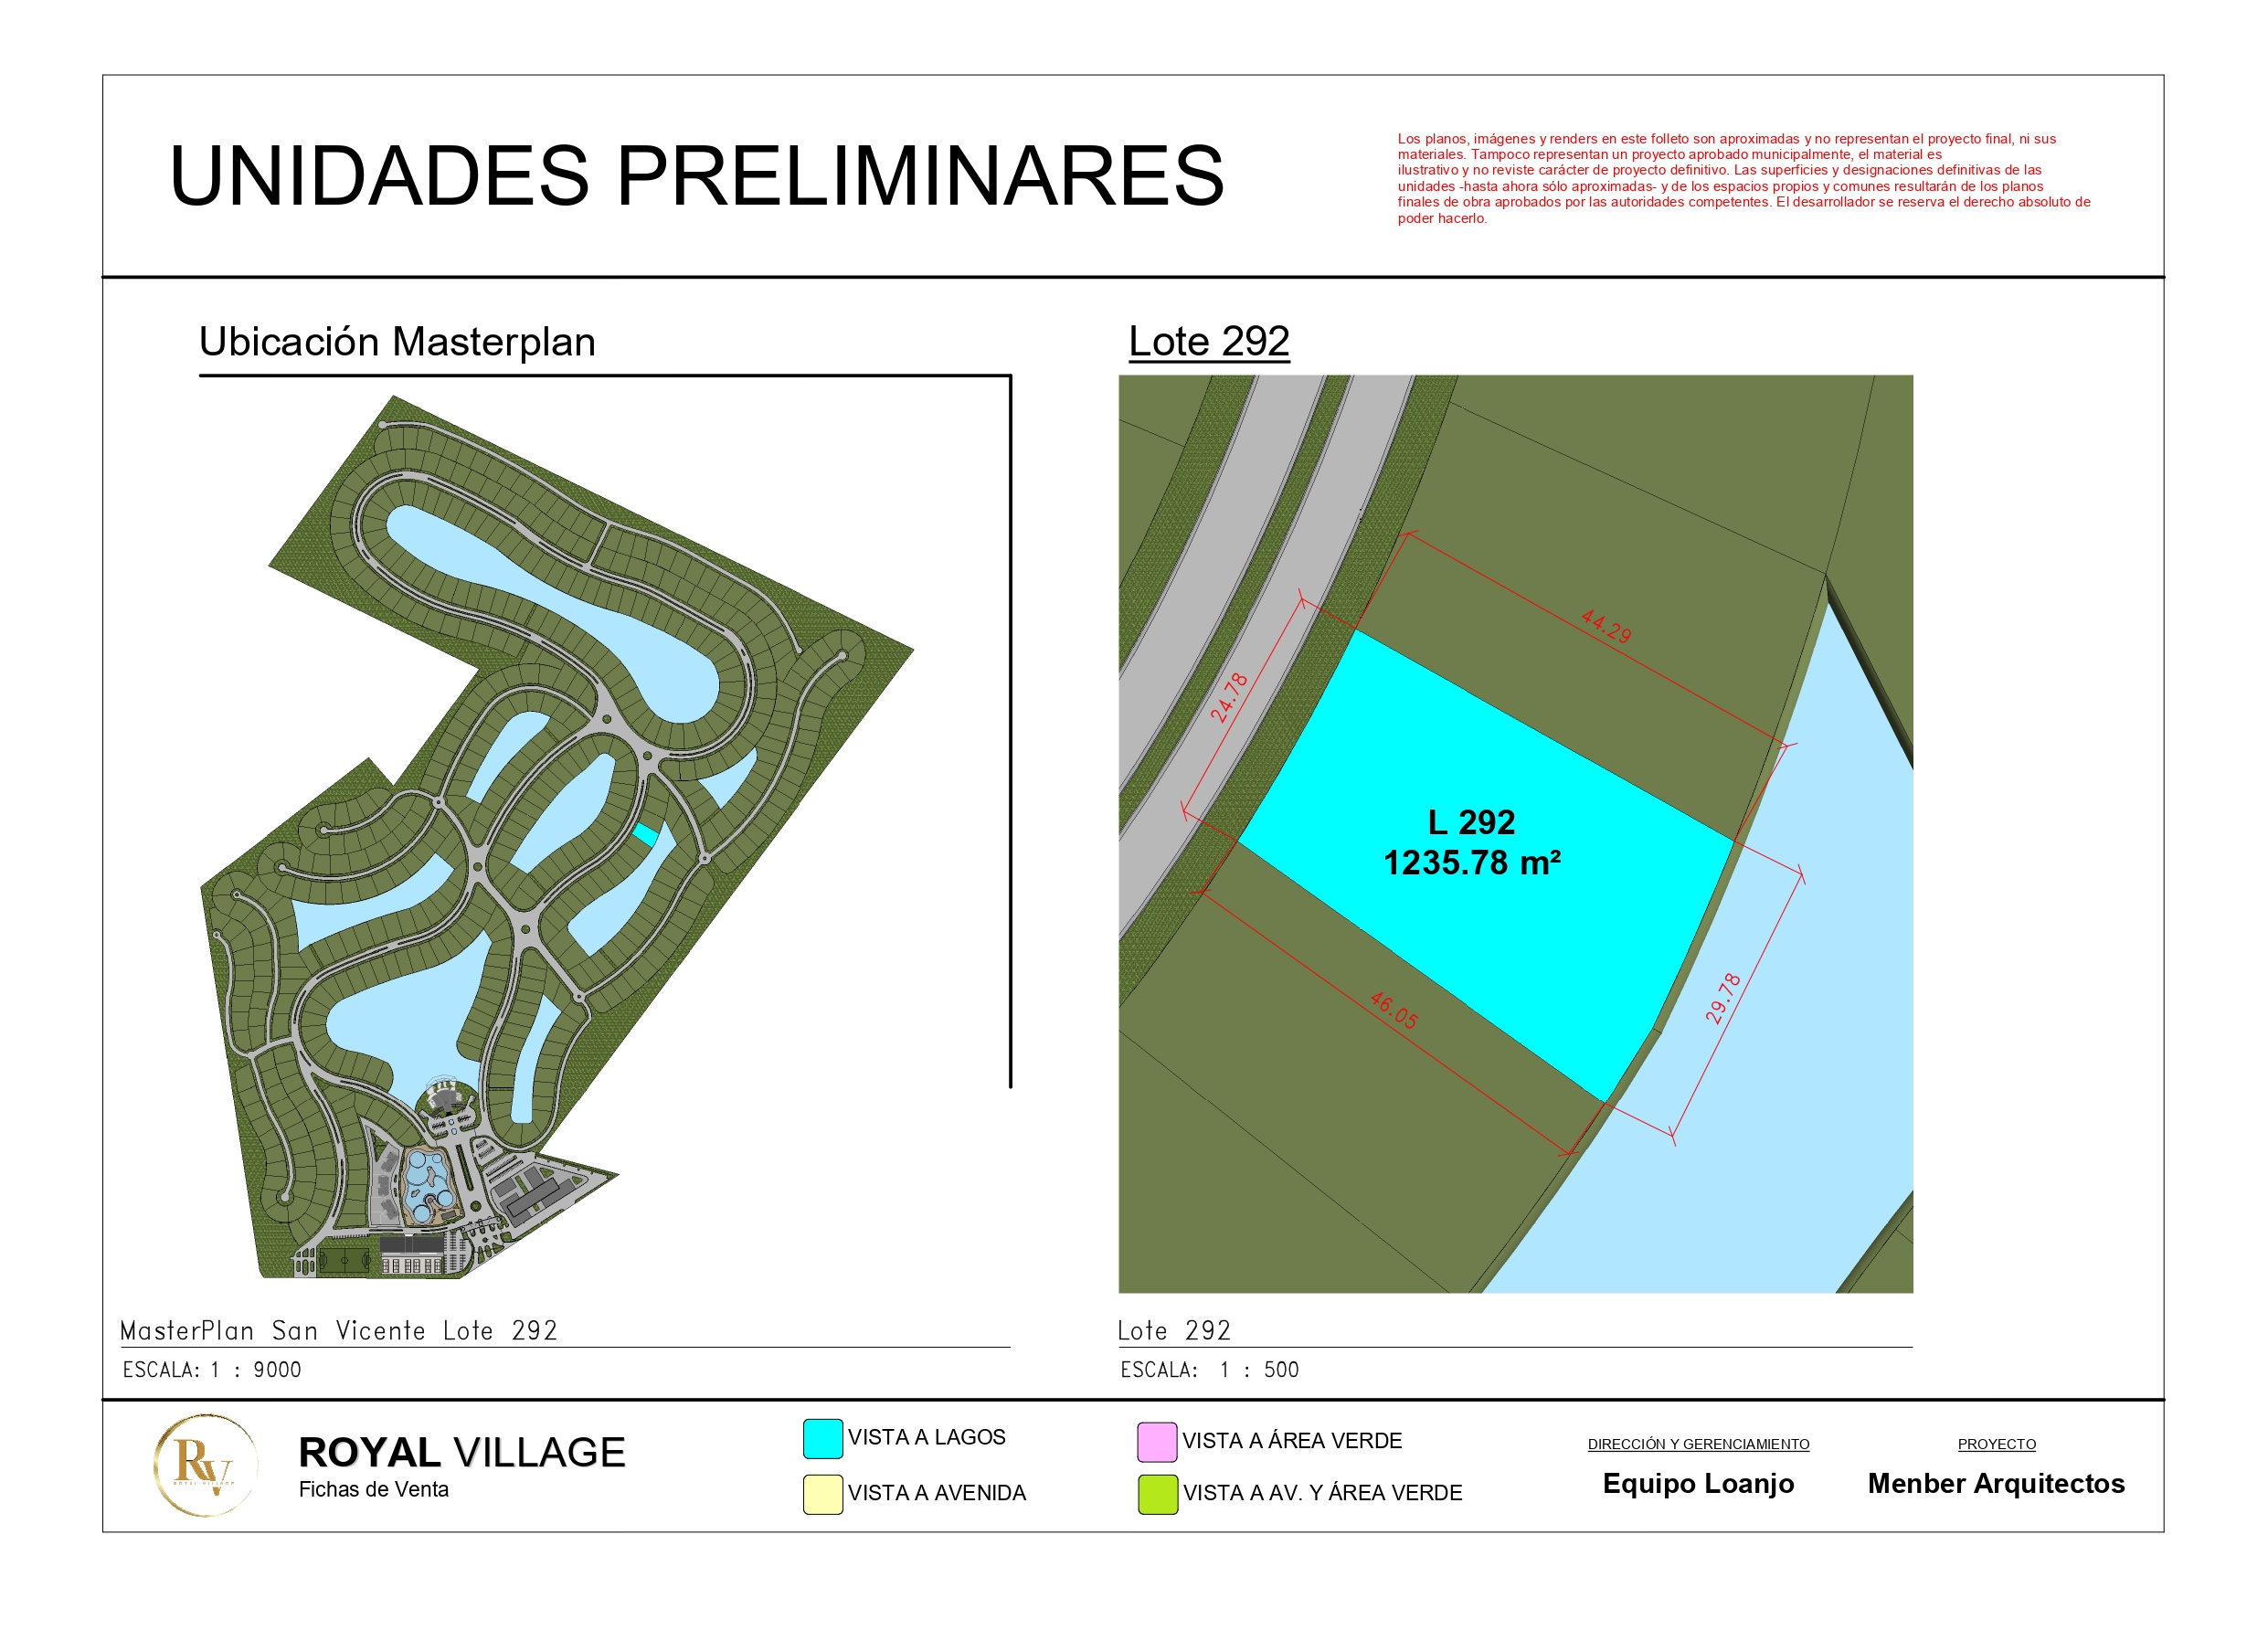 UNIDADES PRELIMINARES
Los planos, imágenes y renders en este folleto son aproximadas y no representan el proyecto final, ni sus
materiales. Tampoco representan un proyecto aprobado municipalmente, el material es
ilustrativo y no reviste carácter de proyecto definitivo. Las superficies y designaciones definitivas de las
unidades -hasta ahora sólo aproximadas- y de los espacios propios y comunes resultarán de los planos
finales de obra aprobados por las autoridades competentes. El desarrollador se reserva el derecho absoluto de
poder hacerlo.
Ubicación Masterplan
Lote 292
44.29
24.78
L 292
1235.78 m²
46.05
29.78
MasterPlan San Vicente Lote 292
ESCALA: 1 : 9000
Lote 292
ESCALA: 1 : 500
RV
ROYAL VILLAGE
ROYAL VILLAGE
Fichas de Venta
VISTA A LAGOS
VISTA A AVENIDA
VISTA A ÁREA VERDE
VISTA A AV. Y ÁREA VERDE
DIRECCIÓN Y GERENCIAMIENTO
Equipo Loanjo
PROYECTO
Menber Arquitectos